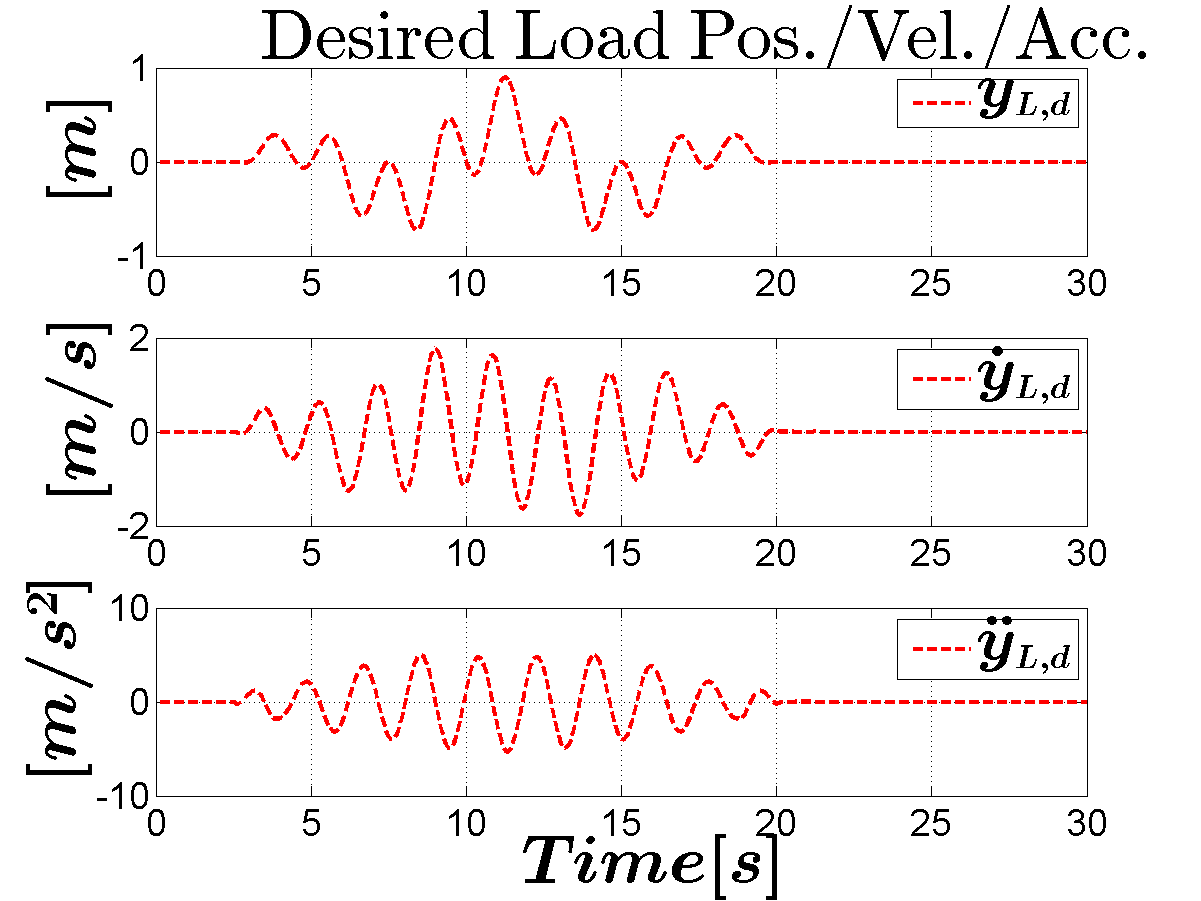 Desired Load Pos./Vel./Acc.
[m]
1
0
-1
y_{L,d}
0 5 10 15 20 25 30
[m/s]
2
0
-2
ẏ_{L,d}
0 5 10 15 20 25 30
[m/s²]
10
0
-10
ÿ_{L,d}
0 5 10 15 20 25 30
Time[s]